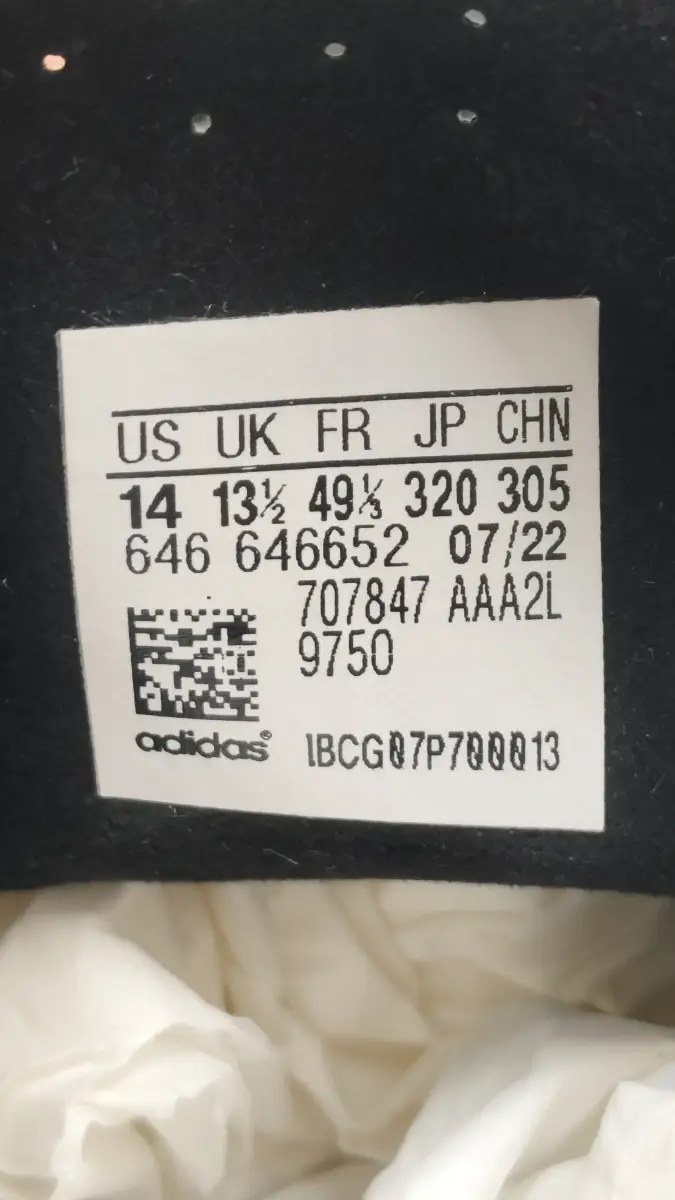 US UK FR JP CHN
14 13½ 49⅓ 320 305
646 646652 07/22
707847 AAA2L
9750
adidas® 1BCG07P700013